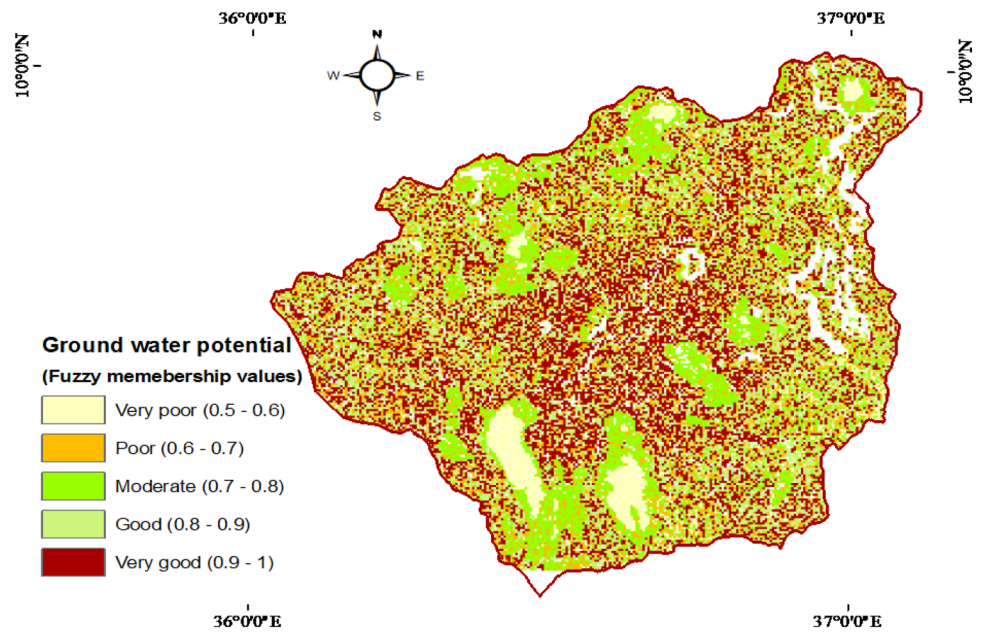 36°0'0"E
37°0'0"E
10°0'0"N
10°0'0"N
N
W
E
S
Ground water potential
(Fuzzy memebership values)
Very poor (0.5 - 0.6)
Poor (0.6 - 0.7)
Moderate (0.7 - 0.8)
Good (0.8 - 0.9)
Very good (0.9 - 1)
36°0'0"E
37°0'0"E